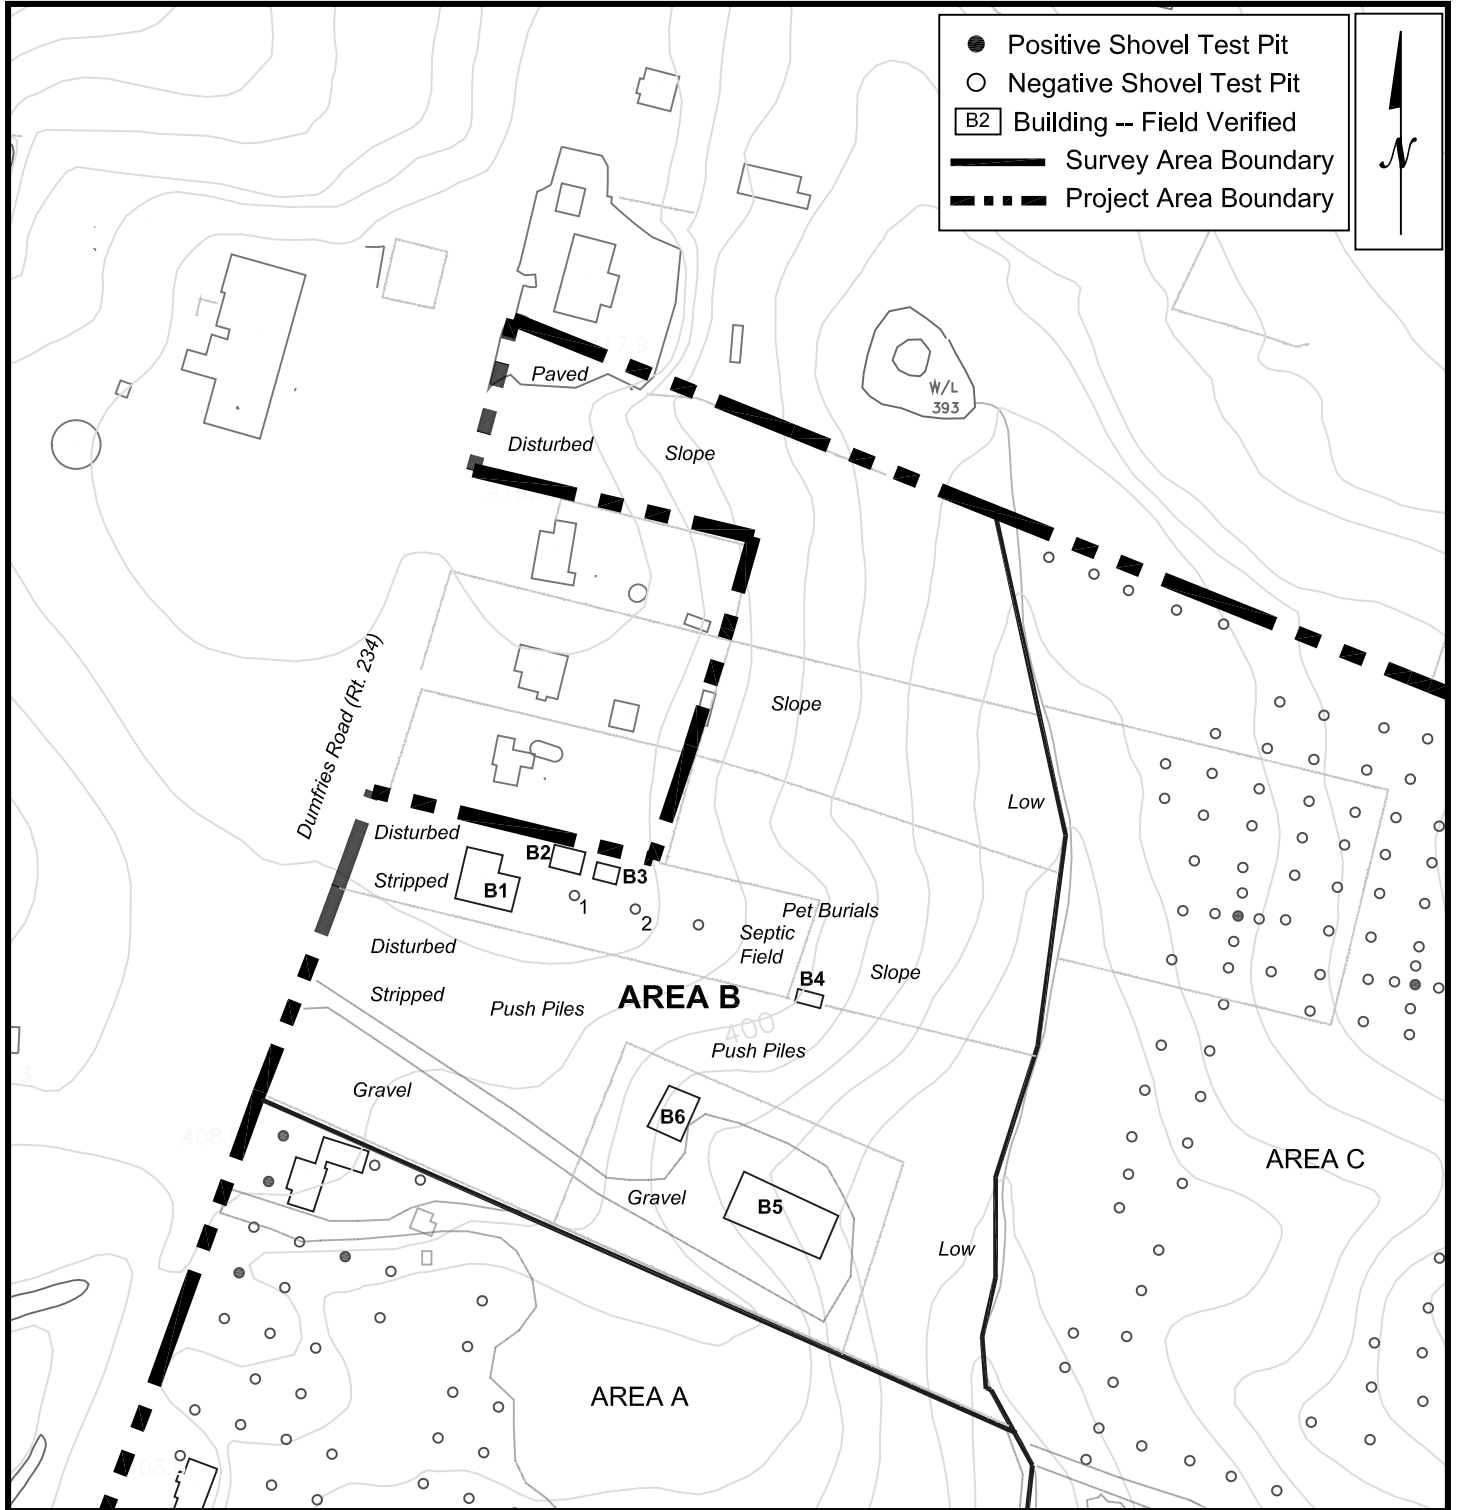 Positive Shovel Test Pit
Negative Shovel Test Pit
B2
Building -- Field Verified
Survey Area Boundary
Project Area Boundary
N
17.9
Paved
W/L
393
Disturbed
Slope
Dumfries Road (Rt. 234)
Slope
Low
Disturbed
B2
B3
Stripped
B1
1
2
Pet Burials
Septic
Field
Disturbed
Slope
B4
Stripped
Push Piles
AREA B
400
Push Piles
Gravel
B6
408
AREA C
Gravel
B5
Low
AREA A